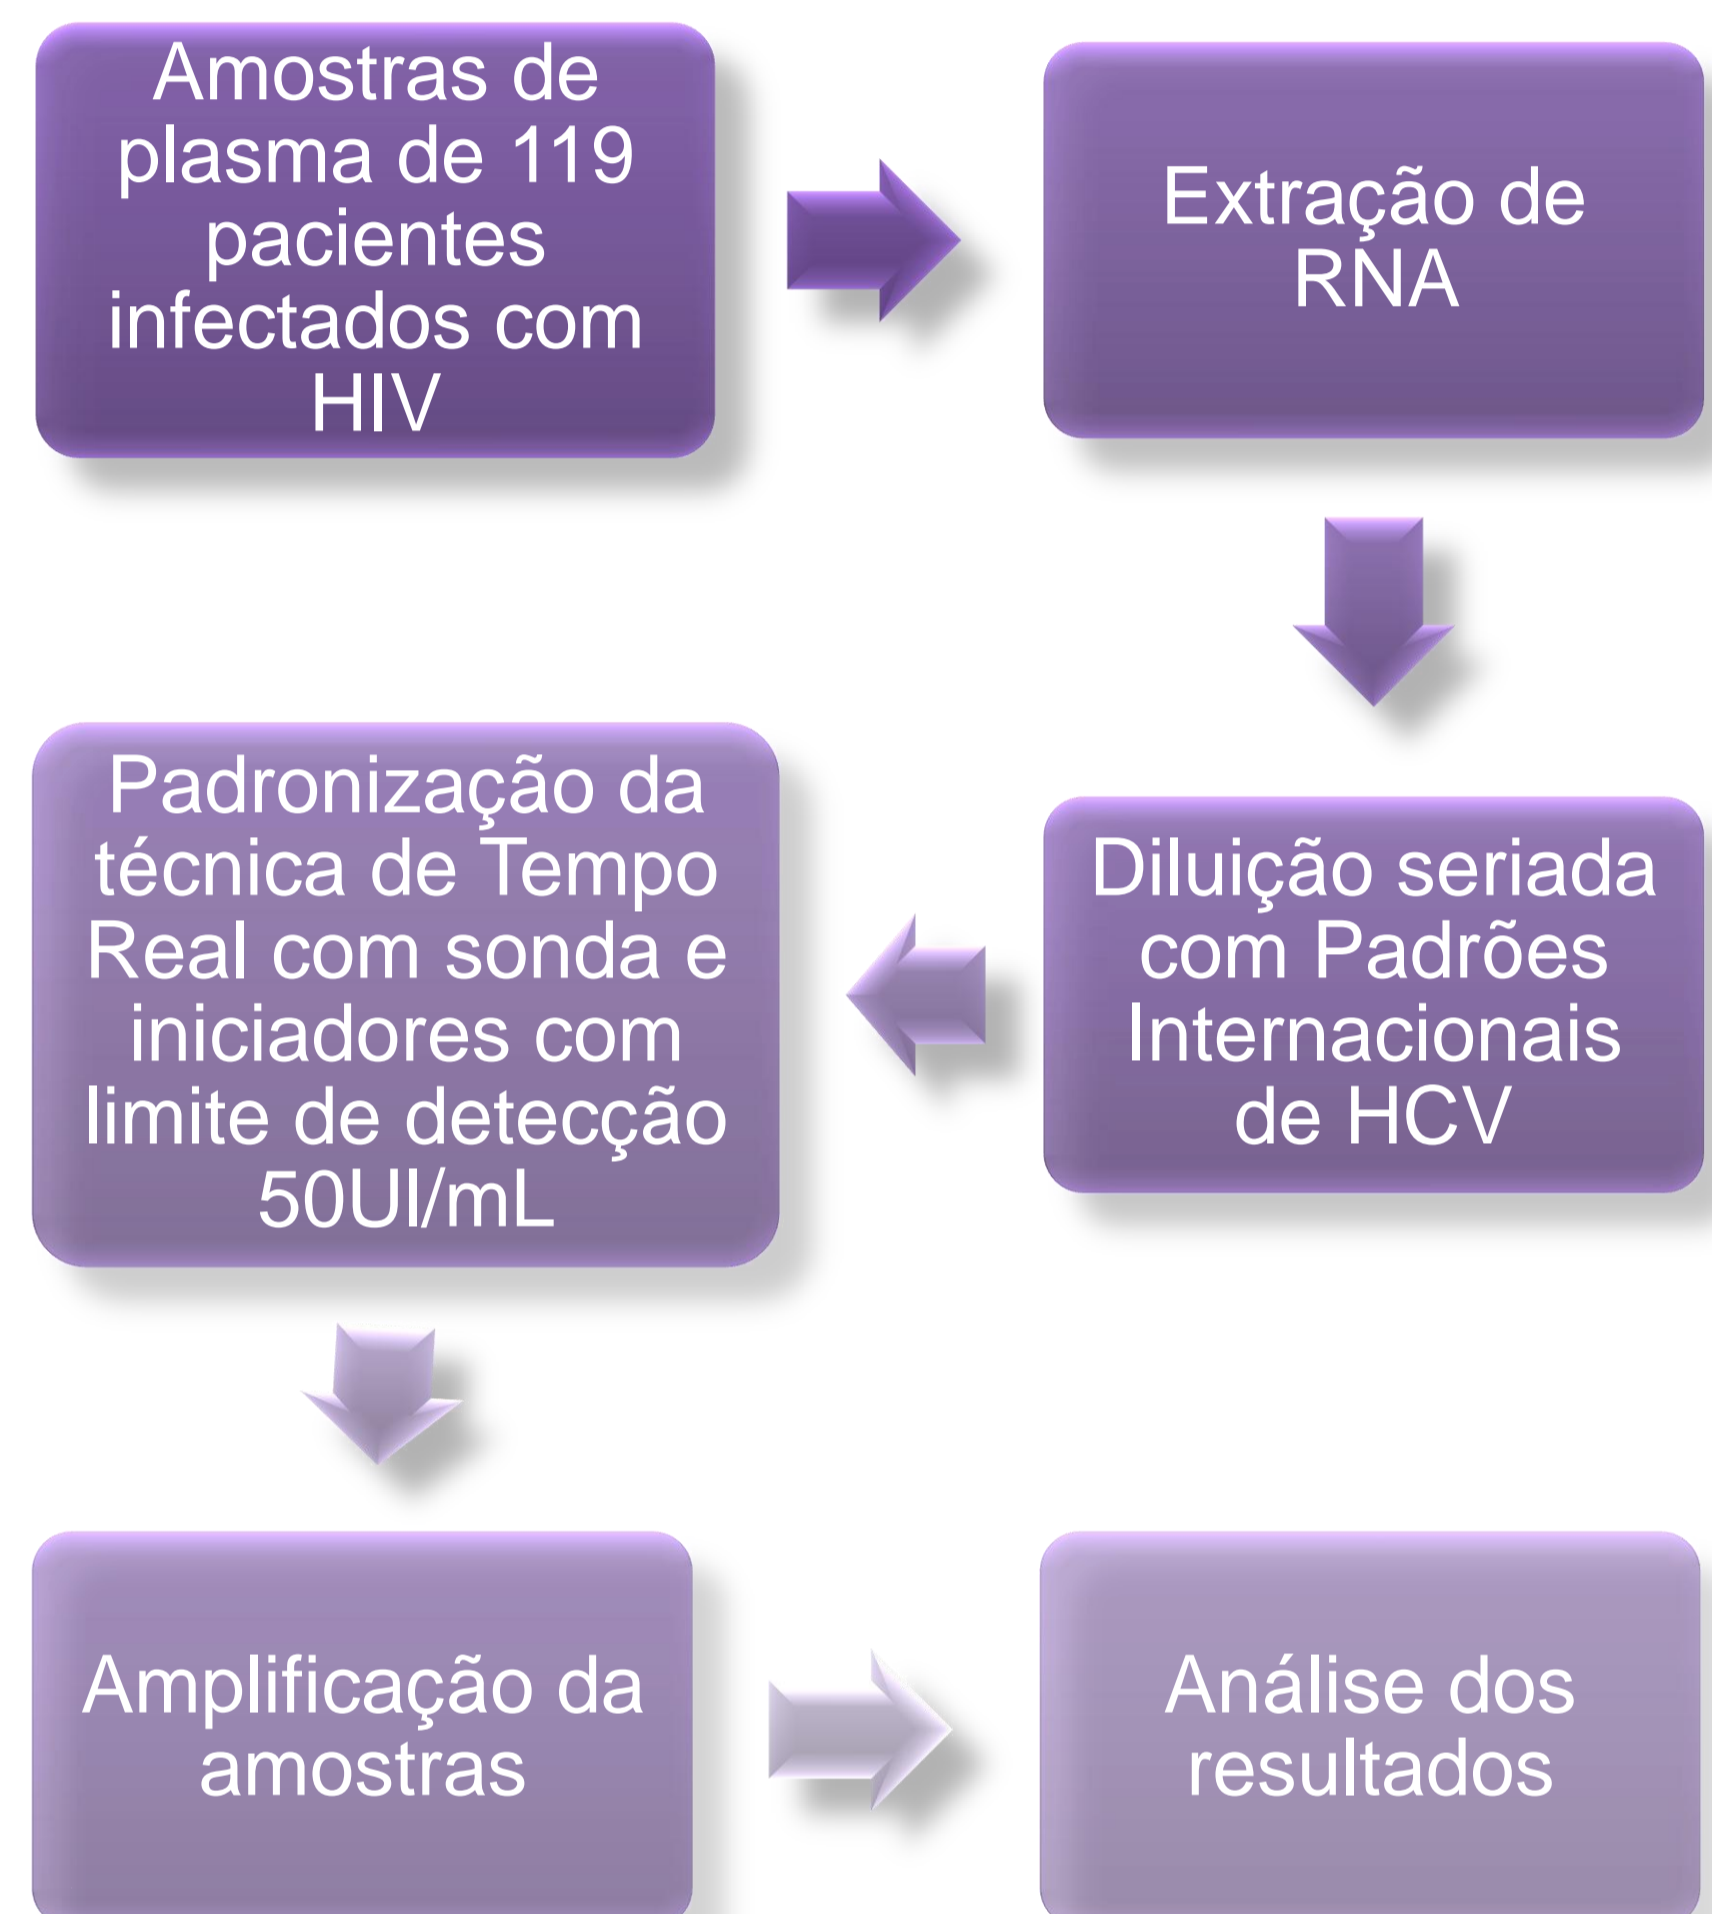 Amostras de
plasma de 119
pacientes
infectados com
HIV
Extração de
RNA
Diluição seriada
com Padrões
Internacionais
de HCV
Padronização da
técnica de Tempo
Real com sonda e
iniciadores com
limite de detecção
50UI/mL
Amplificação da
amostras
Análise dos
resultados